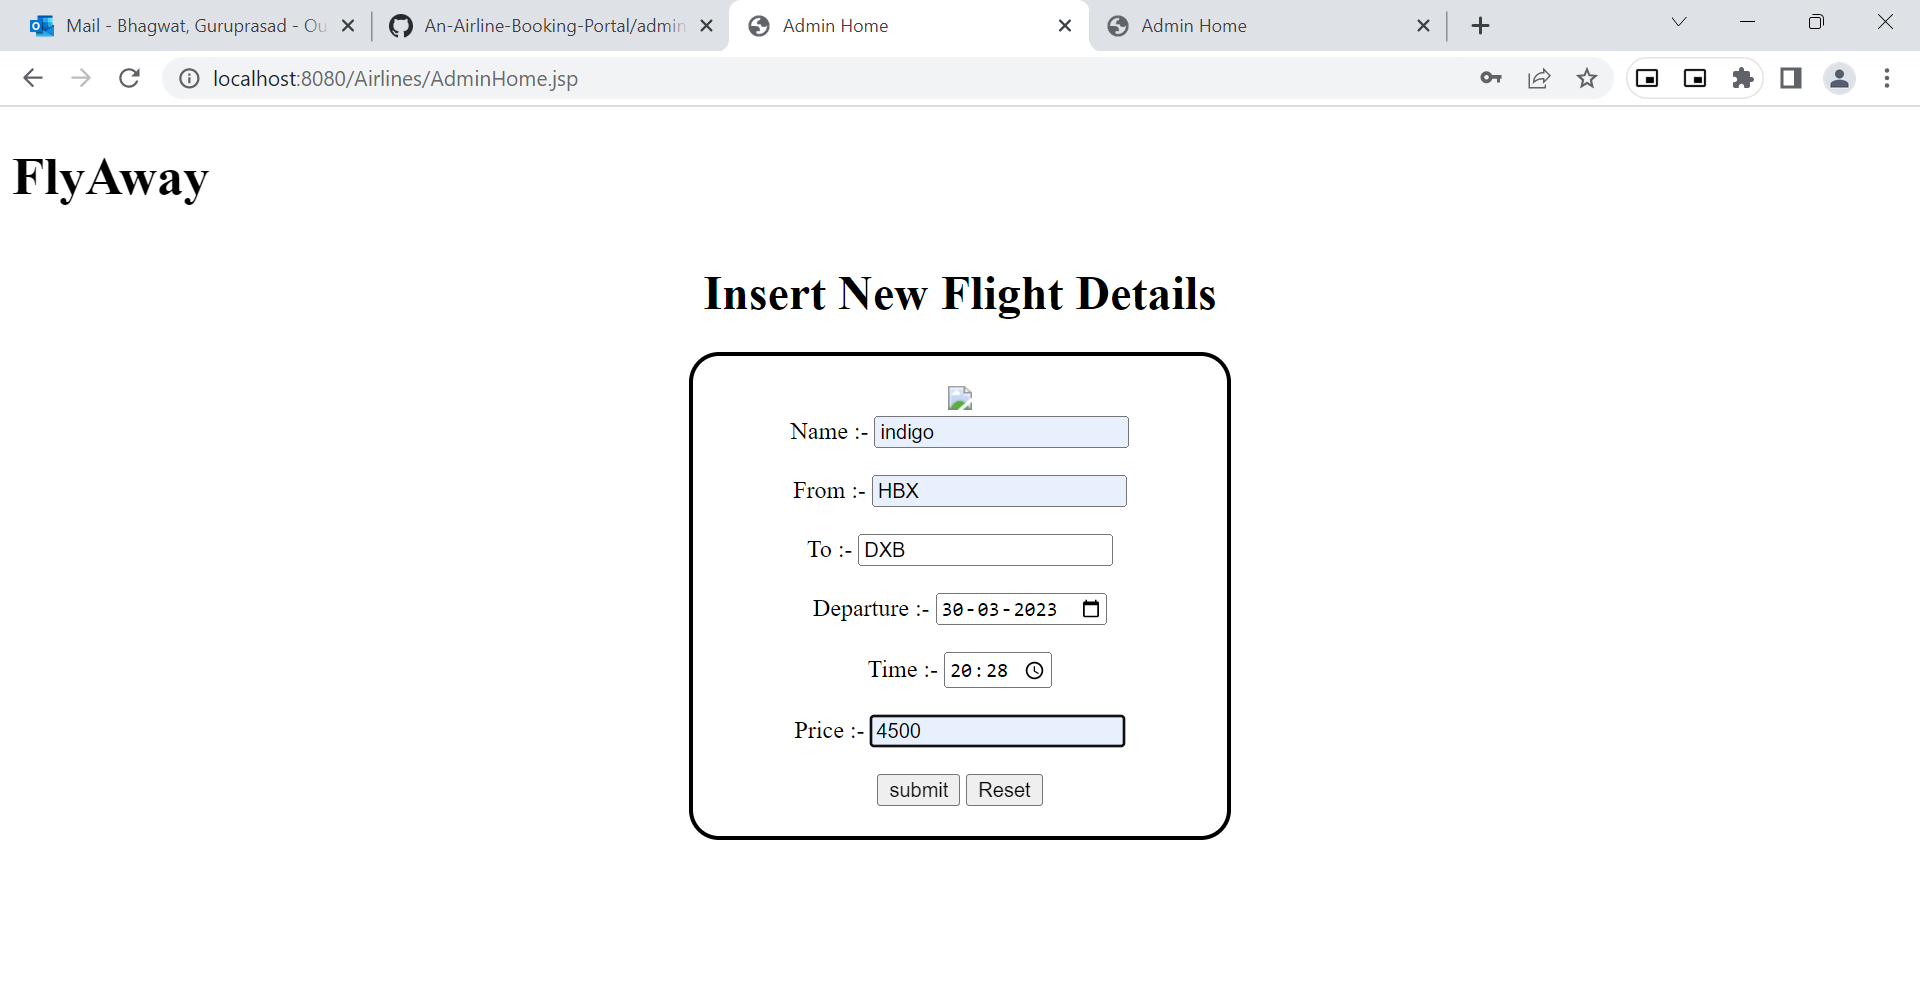 Mail - Bhagwat, Guruprasad - Ou
An-Airline-Booking-Portal/admin
Admin Home
Admin Home
localhost:8080/Airlines/AdminHome.jsp
FlyAway
Insert New Flight Details
Name :- indigo
From :- HBX
To :- DXB
Departure :- 30-03-2023
Time :- 20:28
Price :- 4500
submit Reset